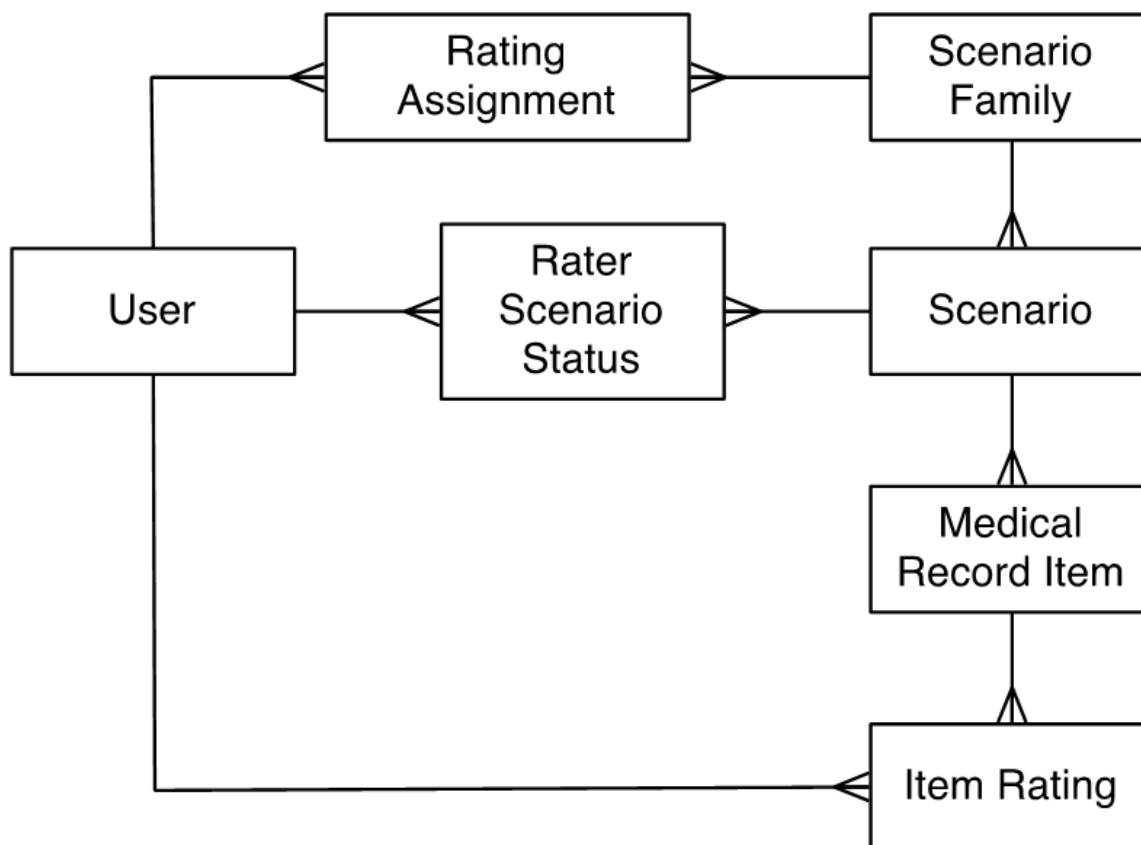 Rating
Assignment
Scenario
Family
User
Rater
Scenario
Status
Scenario
Medical
Record Item
Item Rating